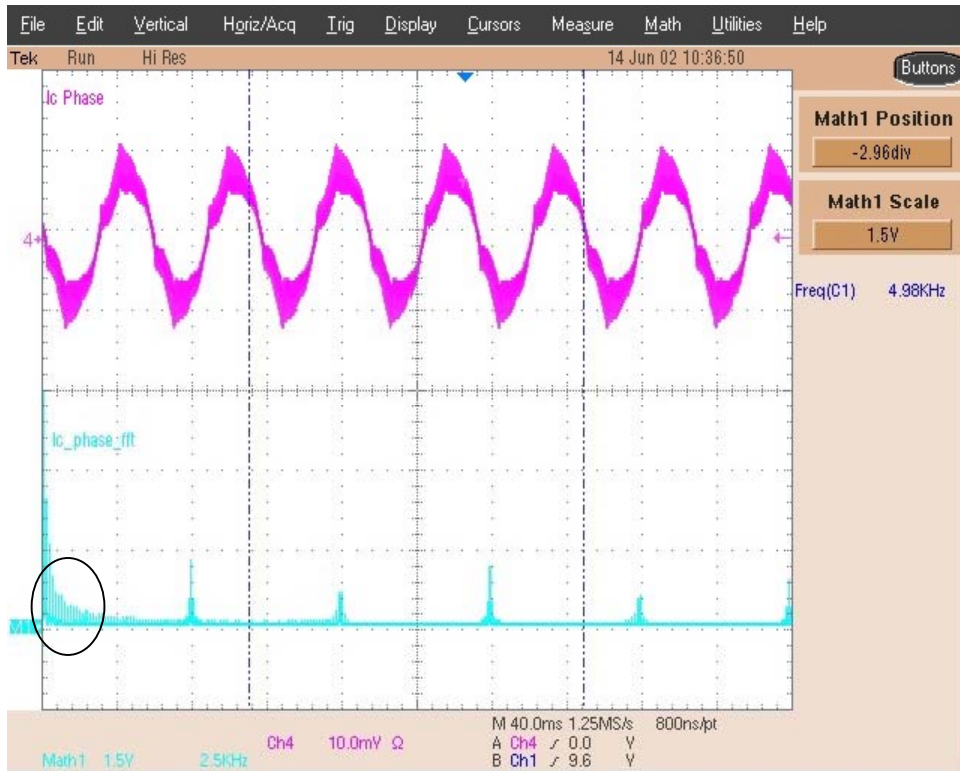 File Edit Vertical Horiz/Acq Trig Display Cursors Measure Math Utilities Help
Tek Run Hi Res 14 Jun 02 10:36:50
Buttons
Ic Phase
Math1 Position
-2.96div
Math1 Scale
1.5V
4
Freq(C1) 4.98KHz
Ic_phase_fft
M 40.0ms 1.25MS/s 800ns/pt
Ch4 10.0mV Ω A Ch4 ∕ 0.0 V
Math1 1.5V 2.5KHz B Ch1 ∕ 9.6 V